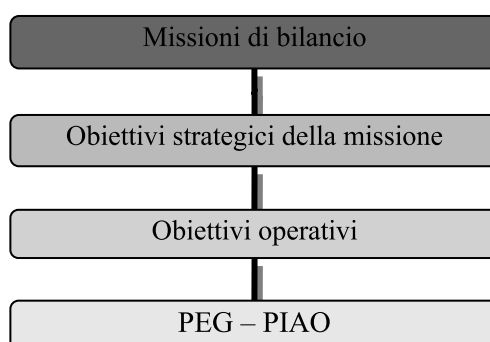 Missioni di bilancio
Obiettivi strategici della missione
Obiettivi operativi
PEG – PIAO